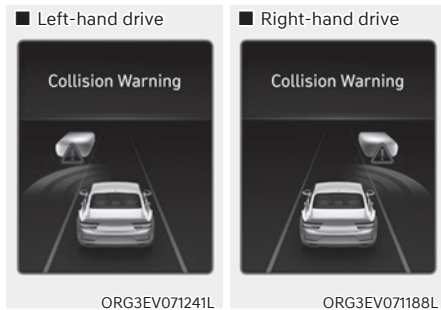 ■ Left-hand drive
Collision Warning
ORG3EV071241L
■ Right-hand drive
Collision Warning
ORG3EV071188L